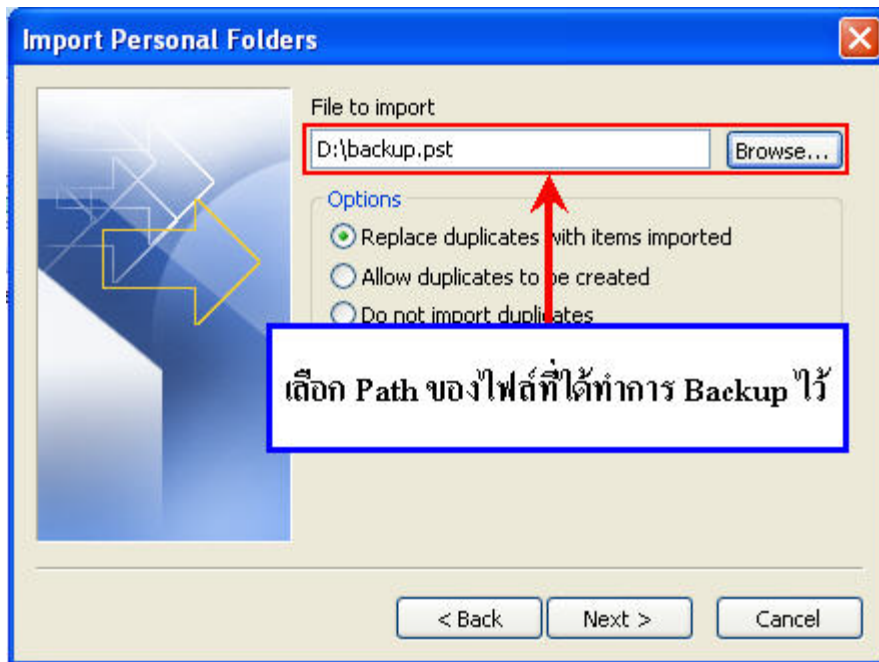 Import Personal Folders
File to import
D:\backup.pst
Browse...
Options
Replace duplicates with items imported
Allow duplicates to be created
Do not import duplicates
เลือก Path ของไฟล์ที่ได้ทำการ Backup ไว้
< Back
Next >
Cancel